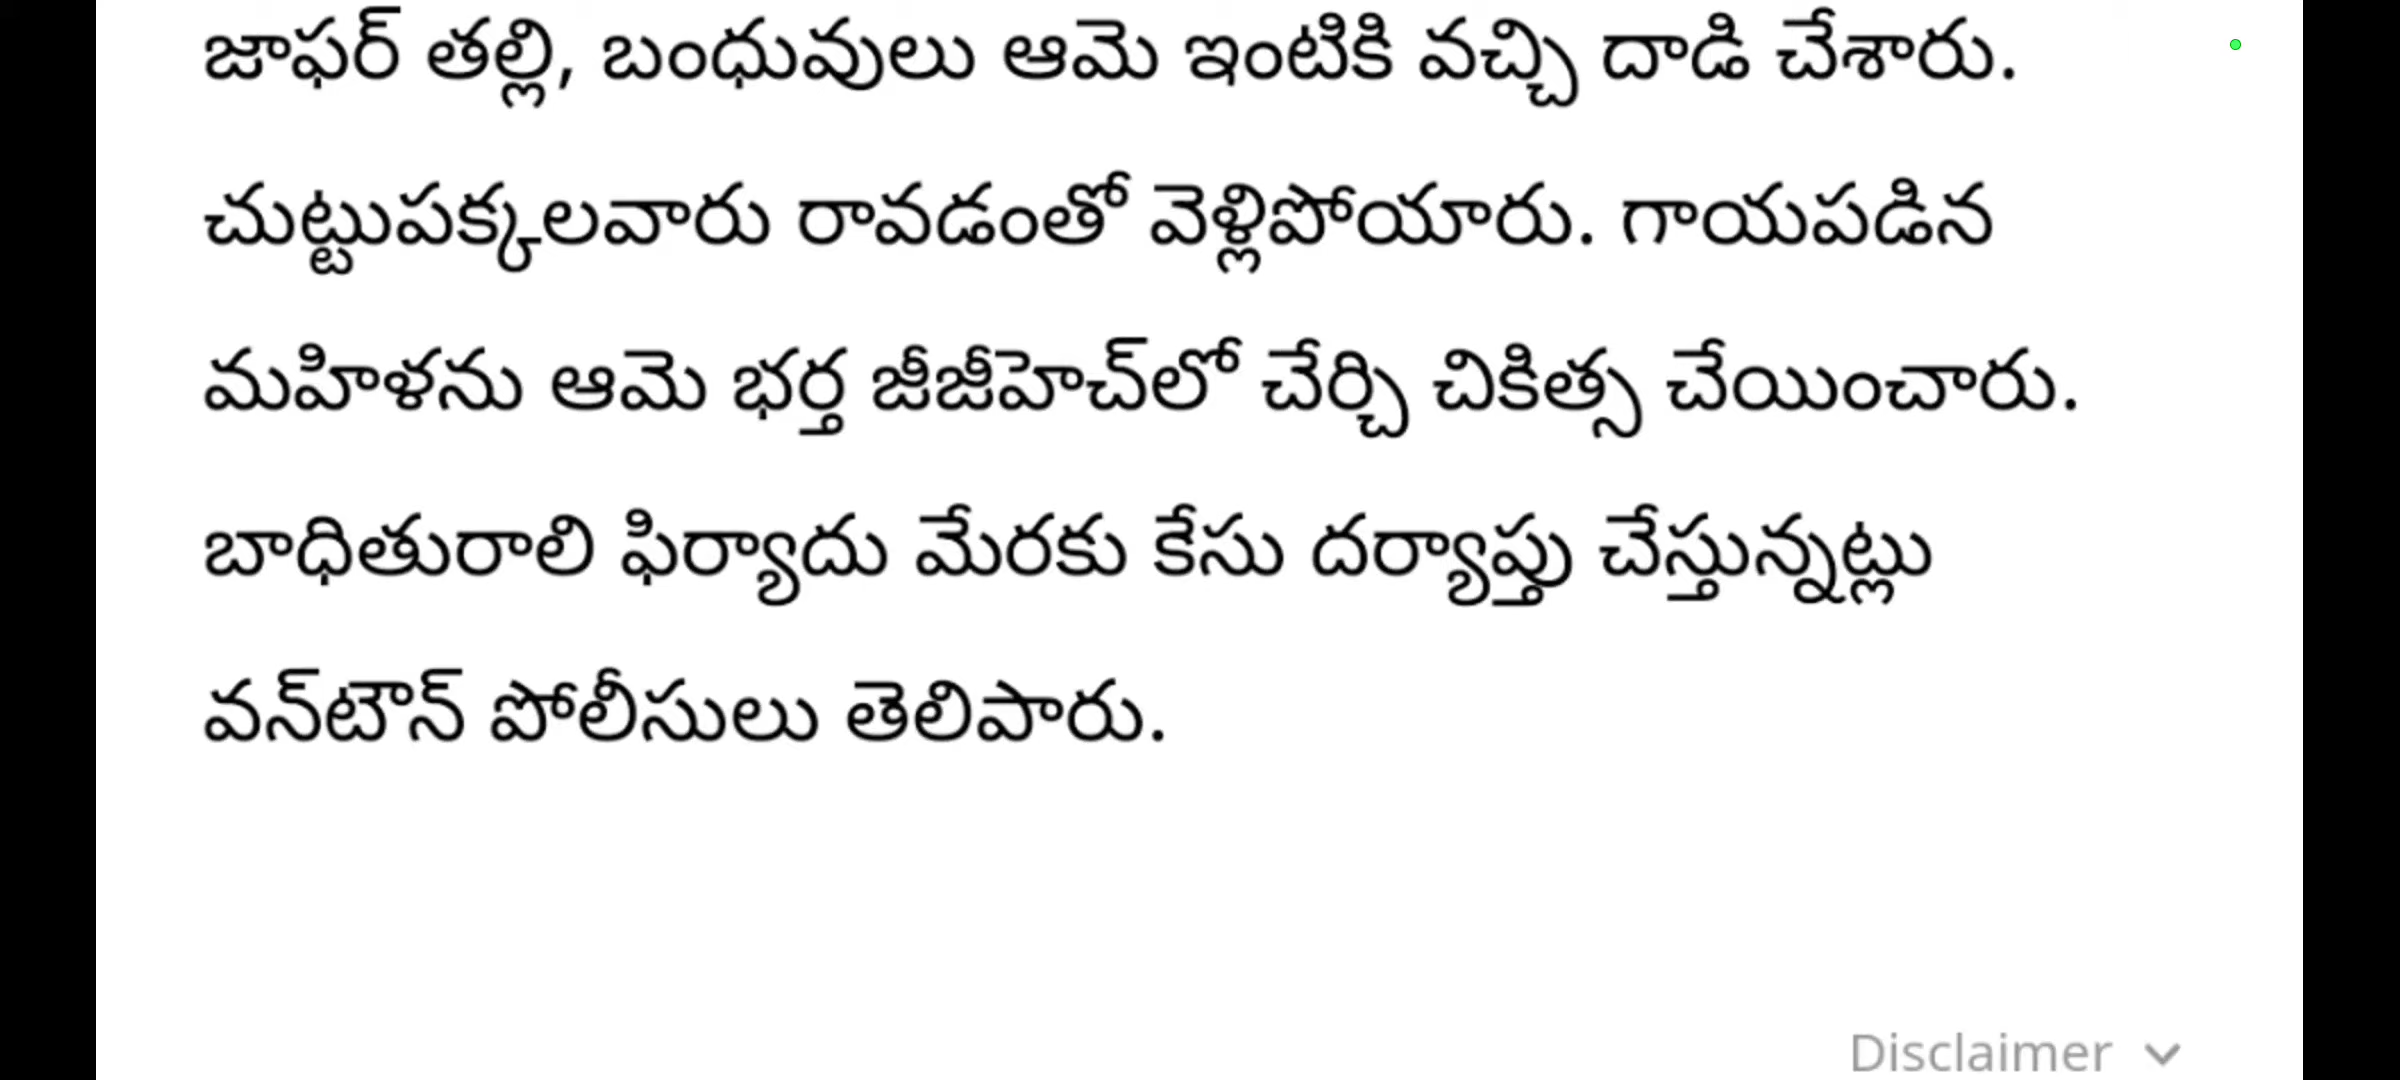 జాఫర్ తల్లి, బంధువులు ఆమె ఇంటికి వచ్చి దాడి చేశారు.
చుట్టుపక్కలవారు రావడంతో వెళ్లిపోయారు. గాయపడిన
మహిళను ఆమె భర్త జీజీహెచ్‌లో చేర్చి చికిత్స చేయించారు.
బాధితురాలి ఫిర్యాదు మేరకు కేసు దర్యాప్తు చేస్తున్నట్లు
వన్‌టౌన్ పోలీసులు తెలిపారు.
Disclaimer